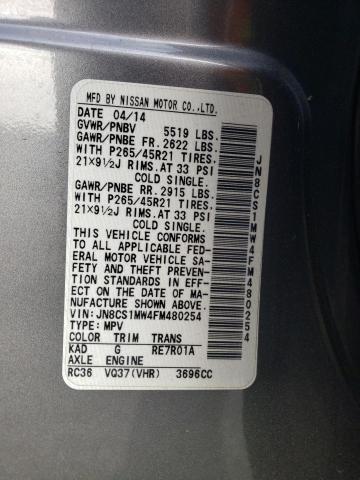 MFD BY NISSAN MOTOR CO.,LTD.
DATE 04/14
GVWR/PNBV 5519 LBS.
GAWR/PNBE FR. 2622 LBS.
WITH P265/45R21 TIRES.
21×9½J RIMS.AT 33 PSI
COLD SINGLE.
GAWR/PNBE RR. 2915 LBS.
WITH P265/45R21 TIRES.
21×9½J RIMS.AT 33 PSI
COLD SINGLE.
THIS VEHICLE CONFORMS
TO ALL APPLICABLE FED-
ERAL MOTOR VEHICLE SA-
FETY AND THEFT PREVENTION
STANDARDS IN EFFECT
ON THE DATE OF MA-
NUFACTURE SHOWN ABOVE.
VIN:JN8CS1MW4FM480254
TYPE:MPV
COLOR TRIM TRANS
KAD G RE7R01A
AXLE ENGINE
RC36 VQ37(VHR) 3696CC
JN8CS1MW4FM480254